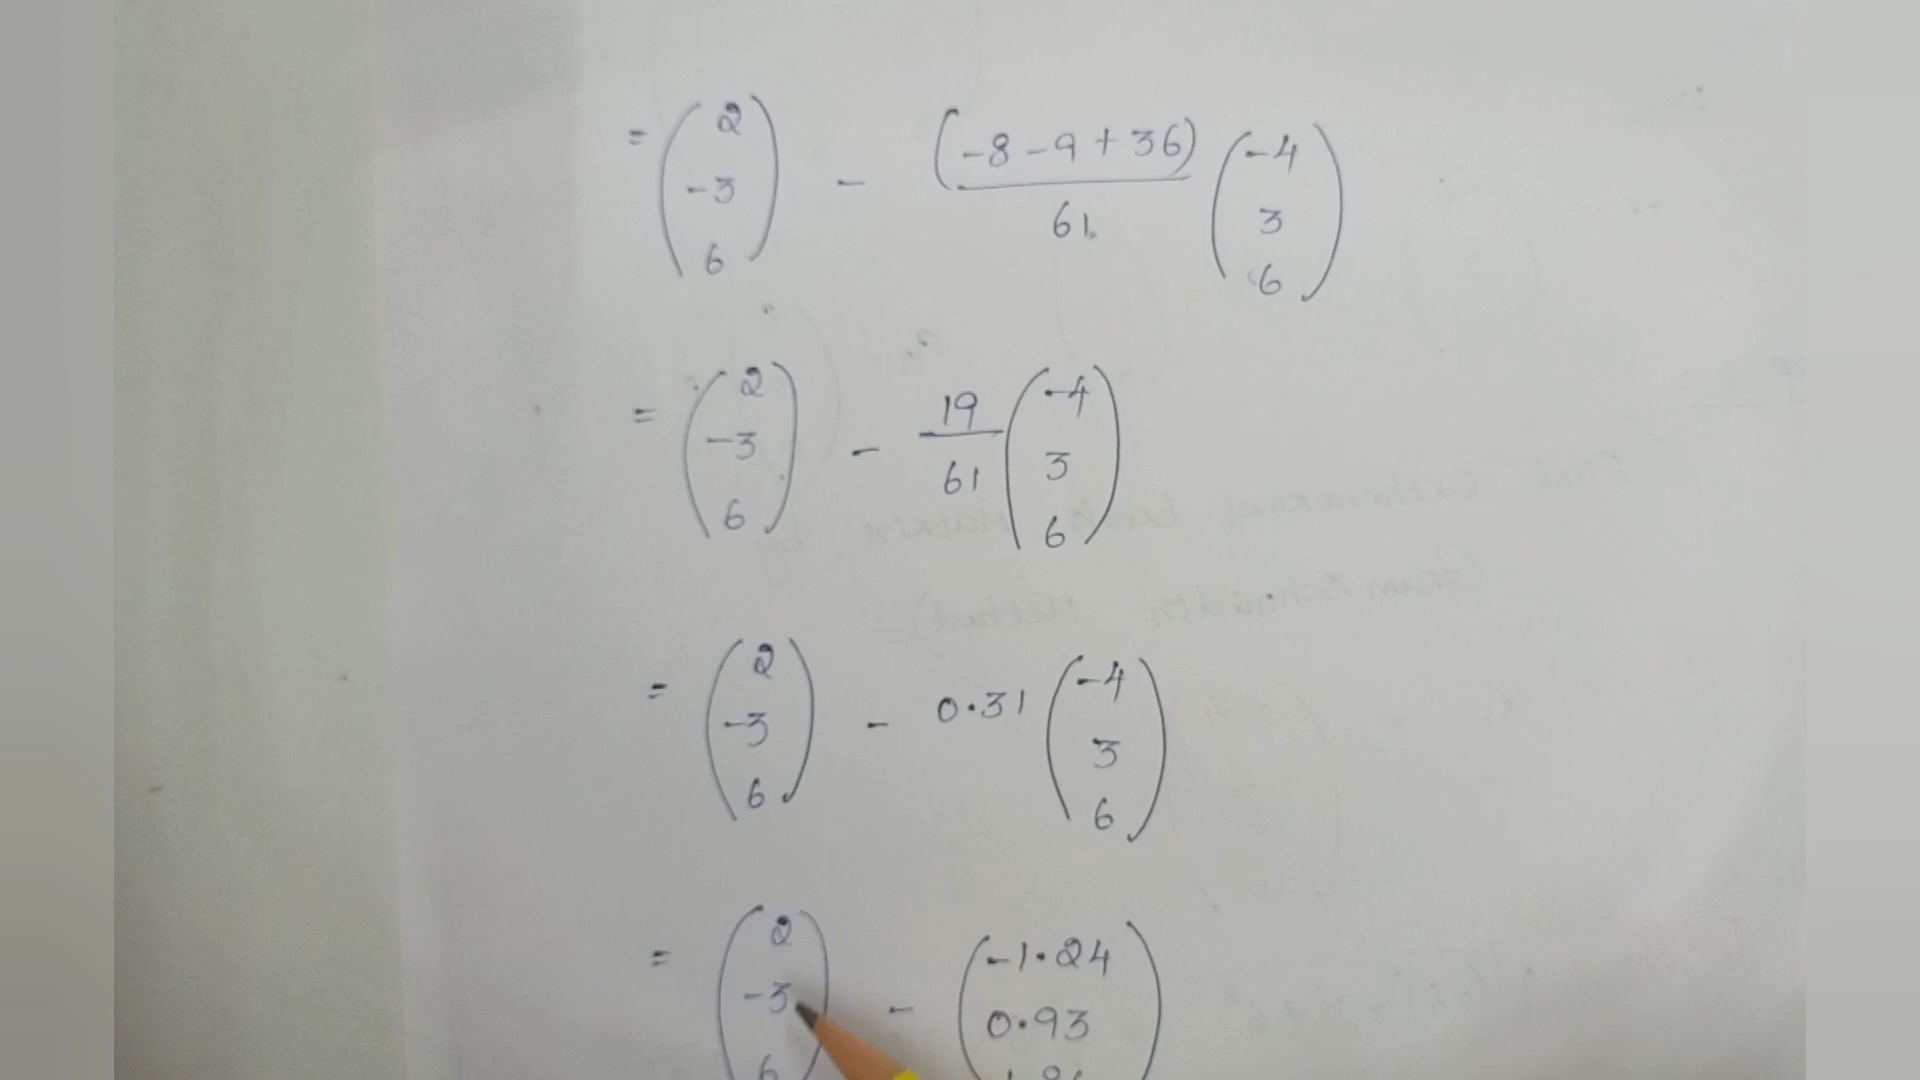 = (2 -3 6) - (-8-9+36)/61 (-4 3 6)
= (2 -3 6) - 19/61 (-4 3 6)
= (2 -3 6) - 0.31 (-4 3 6)
= (2 -3 6) - (-1.24 0.93